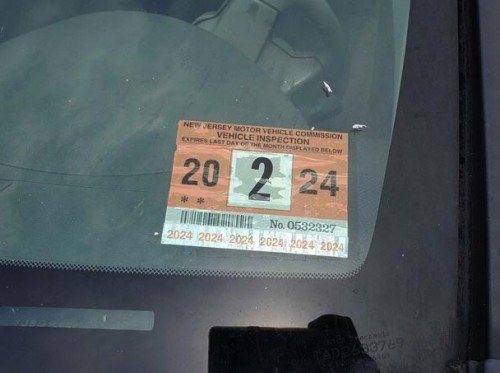 NEW JERSEY MOTOR VEHICLE COMMISSION
VEHICLE INSPECTION
EXPIRES LAST DAY OF THE MONTH DISPLAYED BELOW
20 2 24
**
No. 0532327
2024 2024 2024 2024 2024 2024